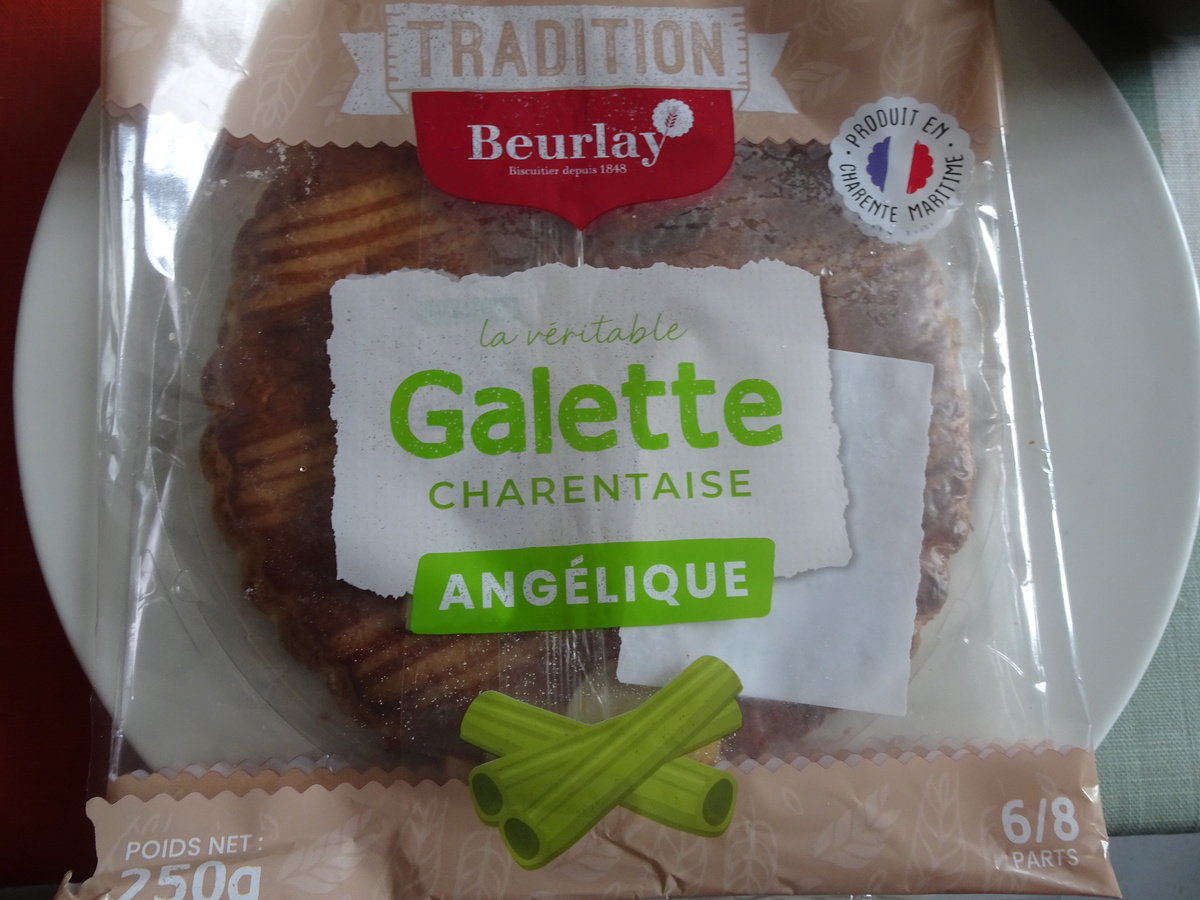 TRADITION
Beurlay
Biscuitier depuis 1848
• PRODUIT EN •
CHARENTE MARITIME
la véritable
Galette
CHARENTAISE
ANGÉLIQUE
POIDS NET :
250g
6/8
PARTS